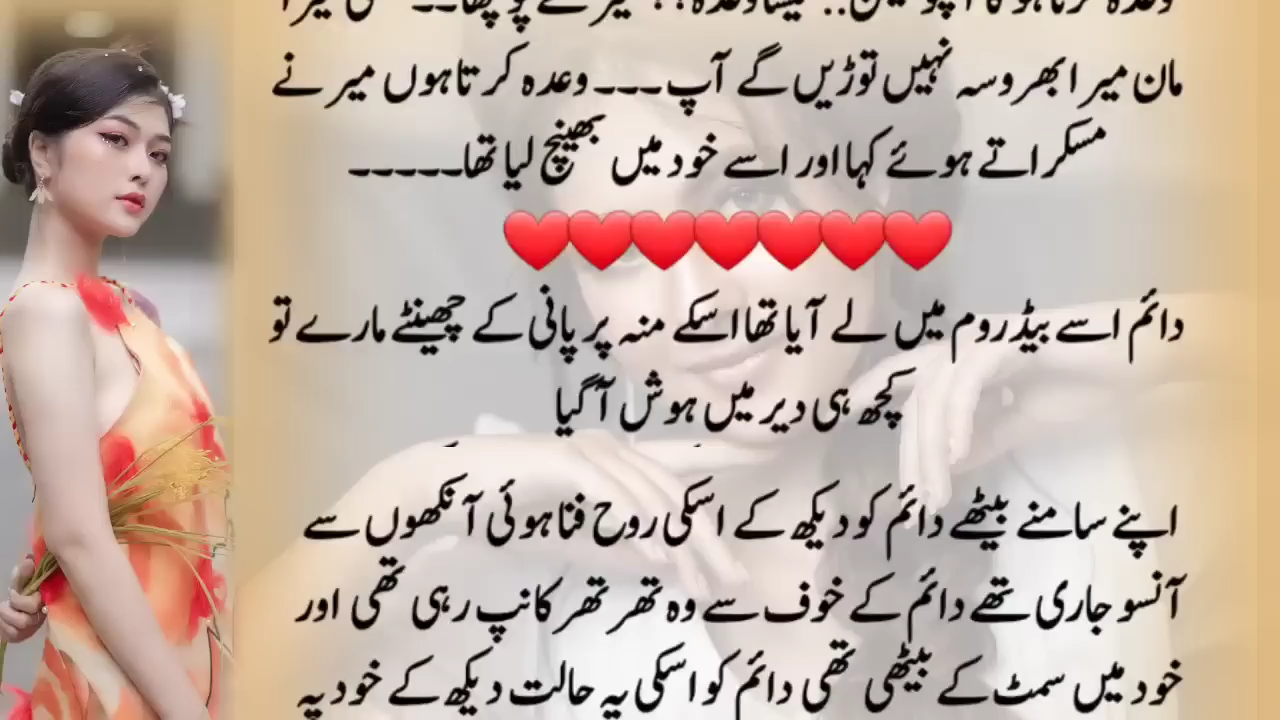 مان میرا بھروسہ نہیں توڑیں گے آپ۔۔۔ وعدہ کرتا ہوں میر نے
مسکراتے ہوئے کہا اور اسے خود میں بھینچ لیا تھا۔۔۔۔۔
دائم اسے بیڈروم میں لے آیا تھا اسکے منہ پر پانی کے چھینٹے مارے تو
کچھ ہی دیر میں ہوش آگیا
اپنے سامنے بیٹھے دائم کو دیکھ کے اسکی روح فنا ہوئی آنکھوں سے
آنسو جاری تھے دائم کے خوف سے وہ تھر تھر کانپ رہی تھی اور
خود میں سمٹ کے بیٹھی تھی دائم کو اسکی یہ حالت دیکھ کے خود پہ